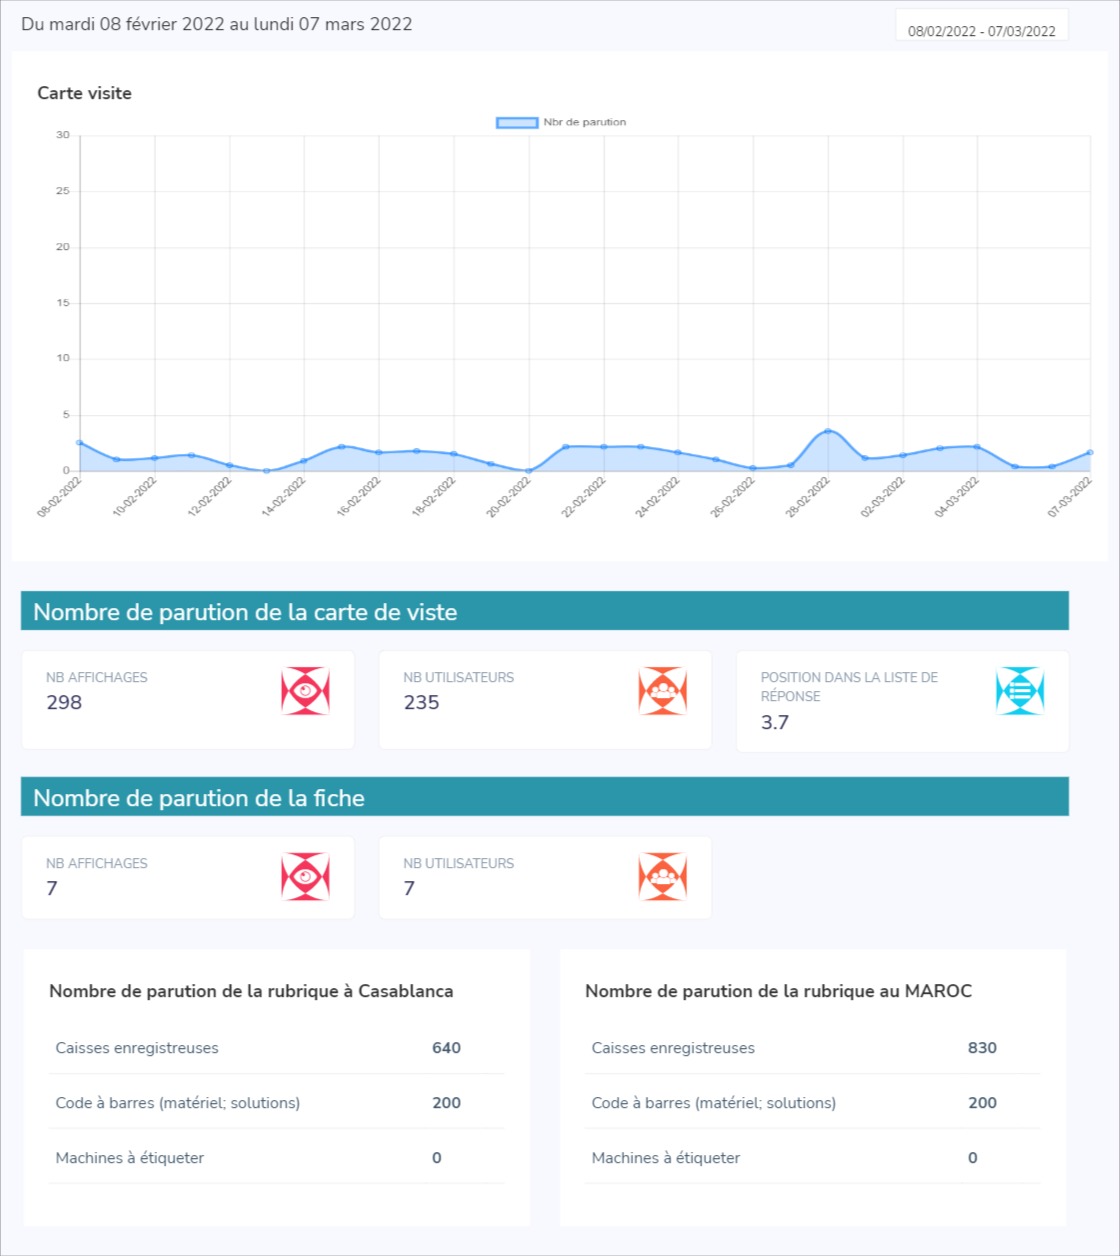 Du mardi 08 février 2022 au lundi 07 mars 2022
08/02/2022 - 07/03/2022
Carte visite
Nbr de parution
30
25
20
15
10
5
0
08-02-2022
10-02-2022
12-02-2022
14-02-2022
16-02-2022
18-02-2022
20-02-2022
22-02-2022
24-02-2022
26-02-2022
28-02-2022
02-03-2022
04-03-2022
07-03-2022
Nombre de parution de la carte de viste
NB AFFICHAGES
298
NB UTILISATEURS
235
POSITION DANS LA LISTE DE
RÉPONSE
3.7
Nombre de parution de la fiche
NB AFFICHAGES
7
NB UTILISATEURS
7
Nombre de parution de la rubrique à Casablanca
Caisses enregistreuses 640
Code à barres (matériel; solutions) 200
Machines à étiqueter 0
Nombre de parution de la rubrique au MAROC
Caisses enregistreuses 830
Code à barres (matériel; solutions) 200
Machines à étiqueter 0